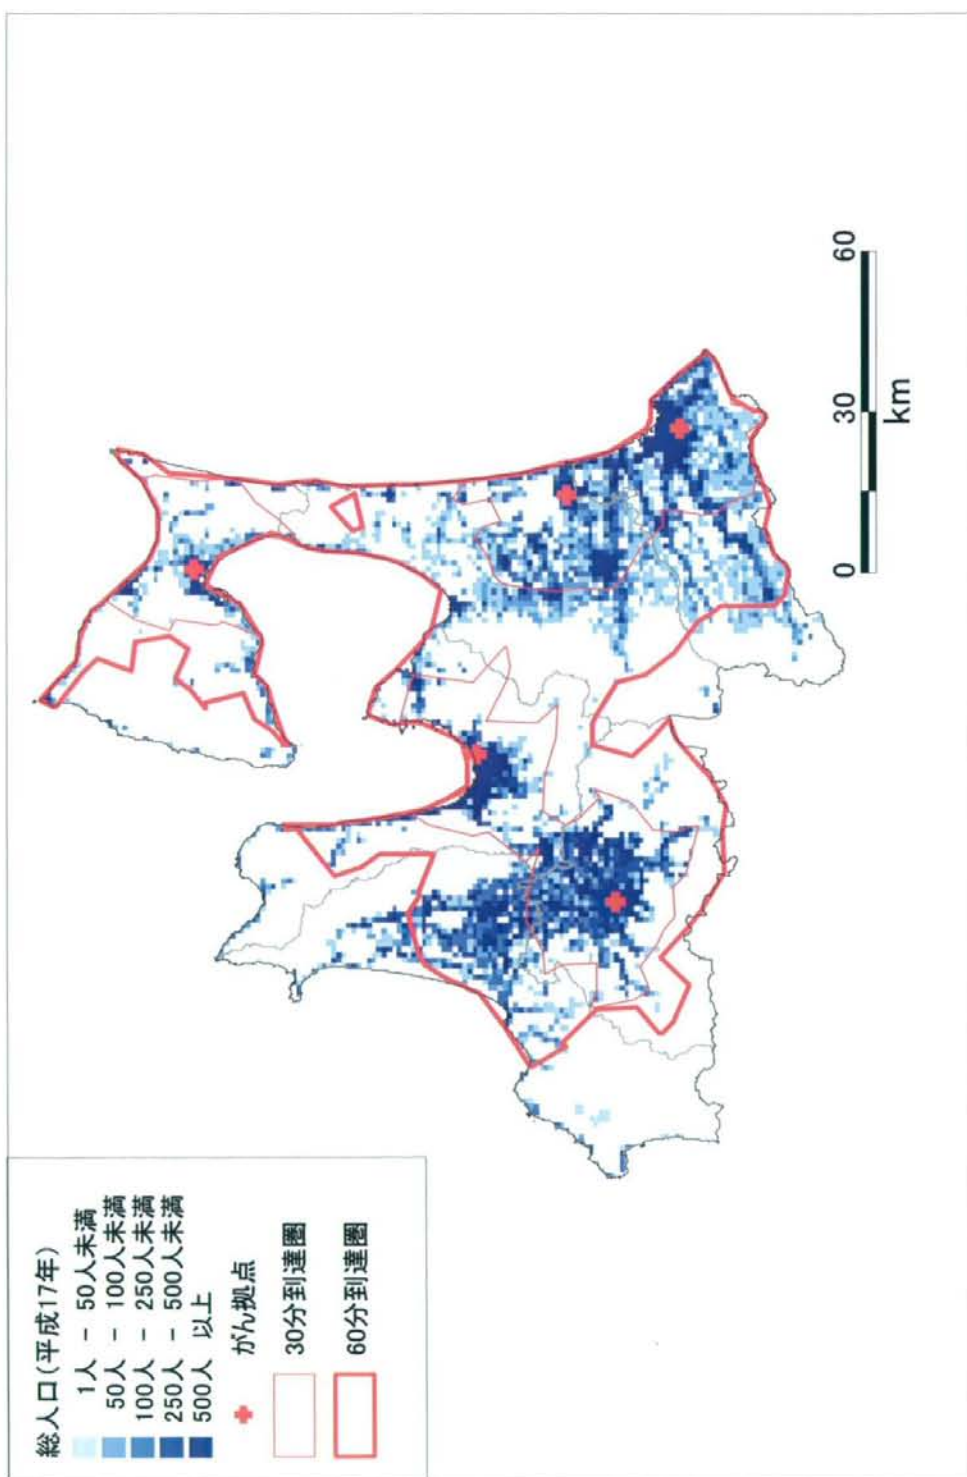 総人口(平成17年)
1人 － 50人未満
50人 － 100人未満
100人 － 250人未満
250人 － 500人未満
500人 以上
がん拠点
30分到達圏
60分到達圏
0 30 60
km